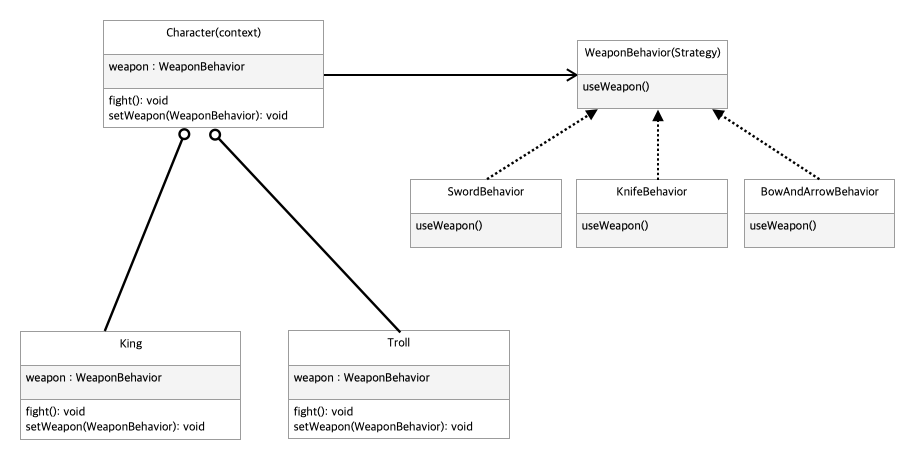 Character(context)
weapon : WeaponBehavior
fight(): void
setWeapon(WeaponBehavior): void
WeaponBehavior(Strategy)
useWeapon()
SwordBehavior
useWeapon()
KnifeBehavior
useWeapon()
BowAndArrowBehavior
useWeapon()
King
weapon : WeaponBehavior
fight(): void
setWeapon(WeaponBehavior): void
Troll
weapon : WeaponBehavior
fight(): void
setWeapon(WeaponBehavior): void